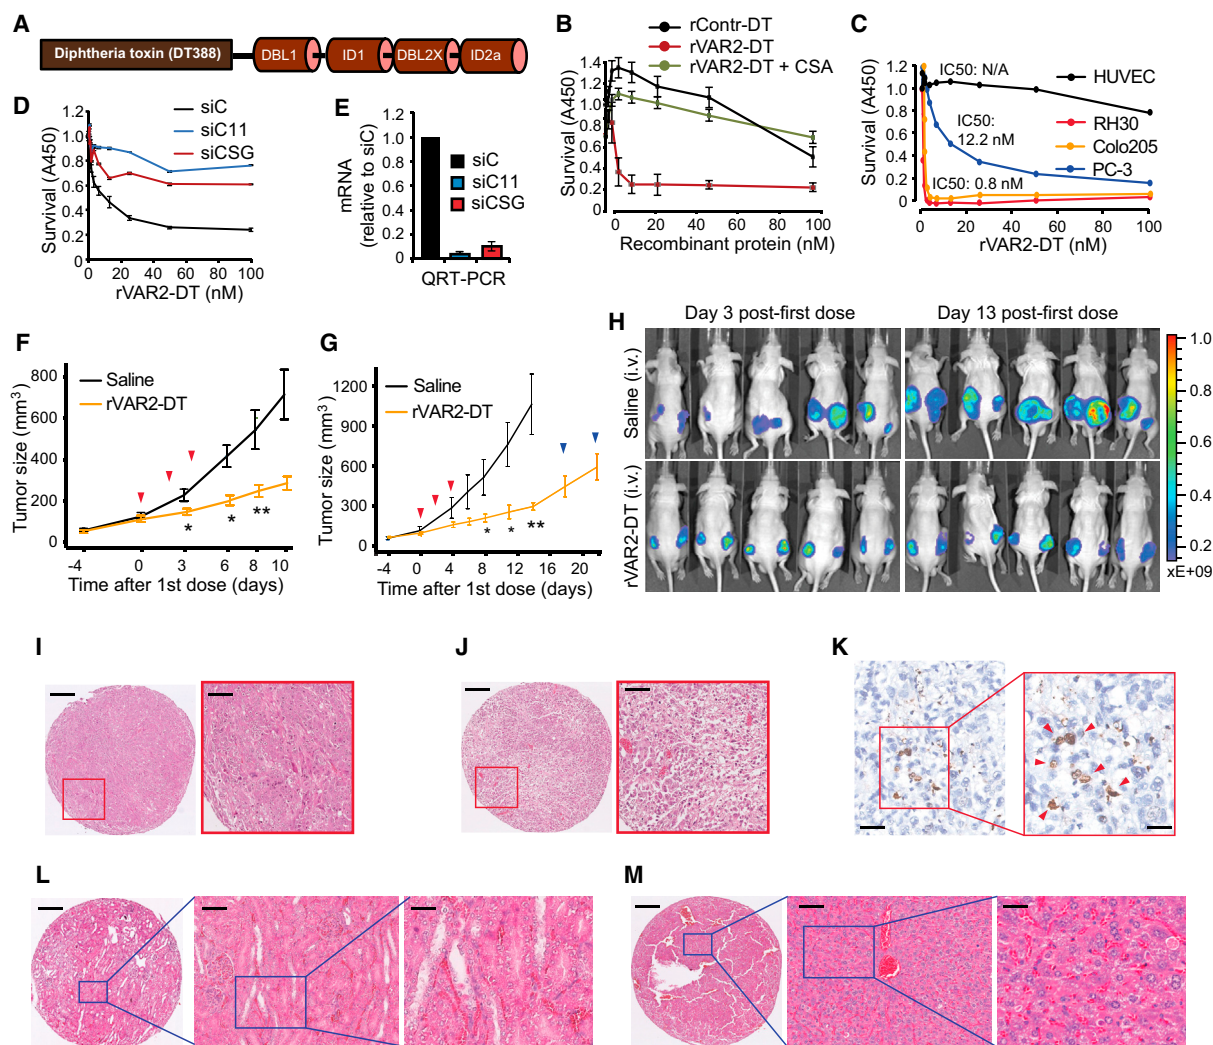 A
Diphtheria toxin (DT388)
DBL1
ID1
DBL2X
ID2a
B
rContr-DT
rVAR2-DT
rVAR2-DT + CSA
Survival (A450)
1.4
1.2
1.0
0.8
0.6
0.4
0.2
0
0 20 40 60 80 100
Recombinant protein (nM)
C
IC50: N/A
HUVEC
IC50:
12.2 nM
RH30
Colo205
PC-3
IC50: 0.8 nM
Survival (A450)
1.2
1.0
0.8
0.6
0.4
0.2
0
0 20 40 60 80 100
rVAR2-DT (nM)
D
siC
siC11
siCSG
Survival (A450)
1.2
1.0
0.8
0.6
0.4
0.2
0
0 20 40 60 80 100
rVAR2-DT (nM)
E
mRNA
(relative to siC)
1.2
1
0.8
0.6
0.4
0.2
0
siC
siC11
siCSG
QRT-PCR
F
Saline
rVAR2-DT
Tumor size (mm3)
800
600
400
200
0
* * **
-4 0 3 6 8 10
Time after 1st dose (days)
G
Saline
rVAR2-DT
Tumor size (mm3)
1200
900
600
300
0
* * **
-4 0 4 8 12 16 20
Time after 1st dose (days)
H
Day 3 post-first dose
Day 13 post-first dose
Saline (i.v.)
rVAR2-DT (i.v.)
1.0
0.8
0.6
0.4
0.2
xE+09
I
J
K
L
M